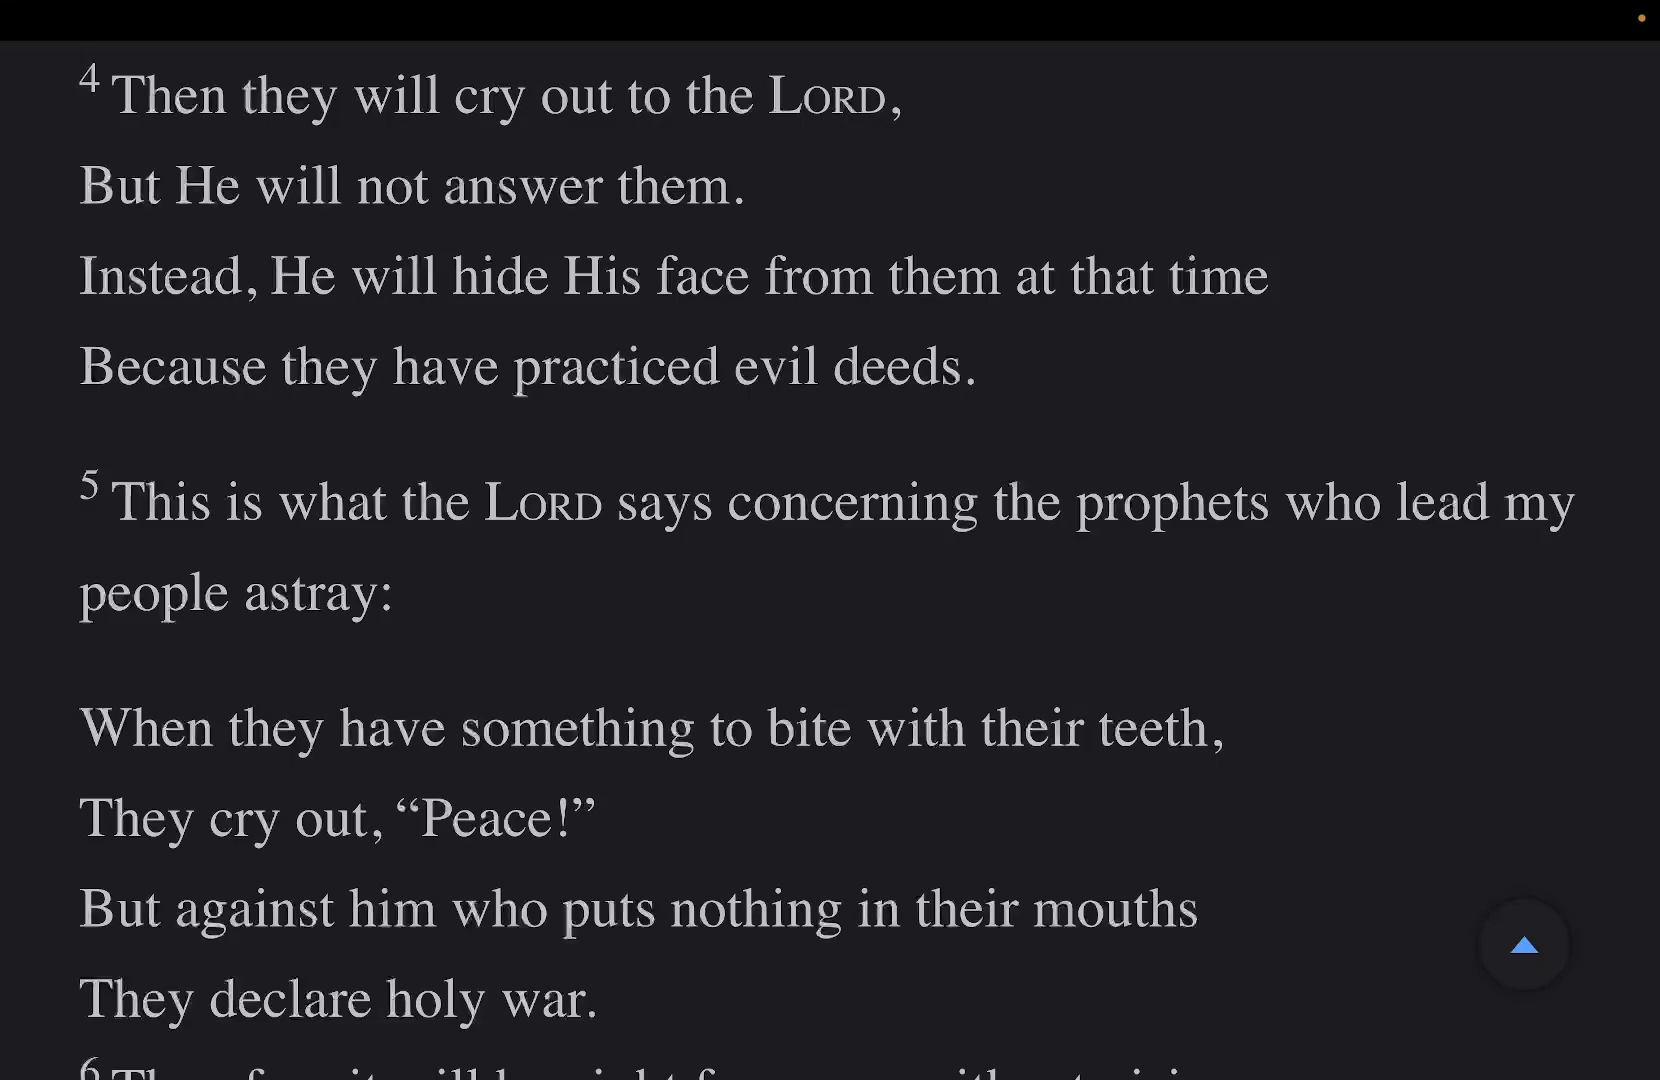 4 Then they will cry out to the LORD,
But He will not answer them.
Instead, He will hide His face from them at that time
Because they have practiced evil deeds.
5 This is what the LORD says concerning the prophets who lead my
people astray:
When they have something to bite with their teeth,
They cry out, “Peace!”
But against him who puts nothing in their mouths
They declare holy war.
6